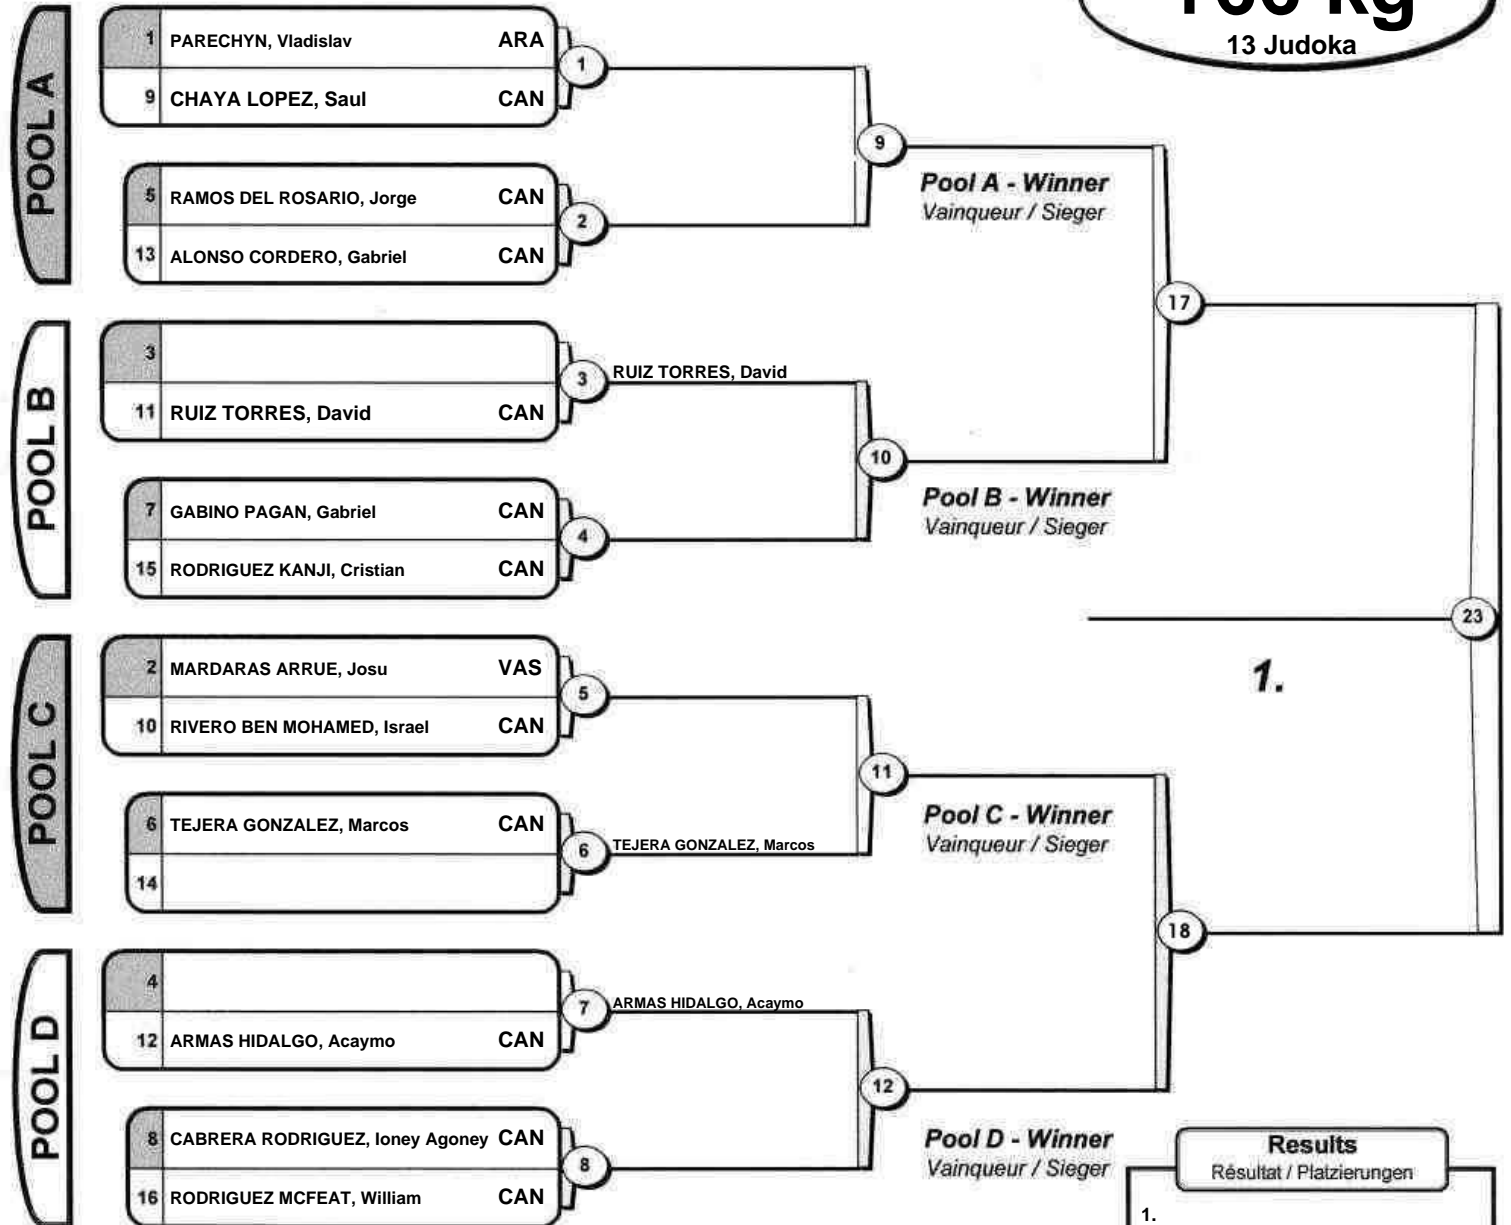 kg
13 Judoka
POOL A
1 PARECHYN, Vladislav ARA
9 CHAYA LOPEZ, Saul CAN
1
5 RAMOS DEL ROSARIO, Jorge CAN
13 ALONSO CORDERO, Gabriel CAN
2
9
Pool A - Winner
Vainqueur / Sieger
POOL B
3
11 RUIZ TORRES, David CAN
3
RUIZ TORRES, David
7 GABINO PAGAN, Gabriel CAN
15 RODRIGUEZ KANJI, Cristian CAN
4
10
Pool B - Winner
Vainqueur / Sieger
17
POOL C
2 MARDARAS ARRUE, Josu VAS
10 RIVERO BEN MOHAMED, Israel CAN
5
6 TEJERA GONZALEZ, Marcos CAN
14
6
TEJERA GONZALEZ, Marcos
11
Pool C - Winner
Vainqueur / Sieger
23
1.
POOL D
4
12 ARMAS HIDALGO, Acaymo CAN
7
ARMAS HIDALGO, Acaymo
8 CABRERA RODRIGUEZ, Ioney Agoney CAN
16 RODRIGUEZ MCFEAT, William CAN
8
12
Pool D - Winner
Vainqueur / Sieger
18
Results
Résultat / Platzierungen
1.